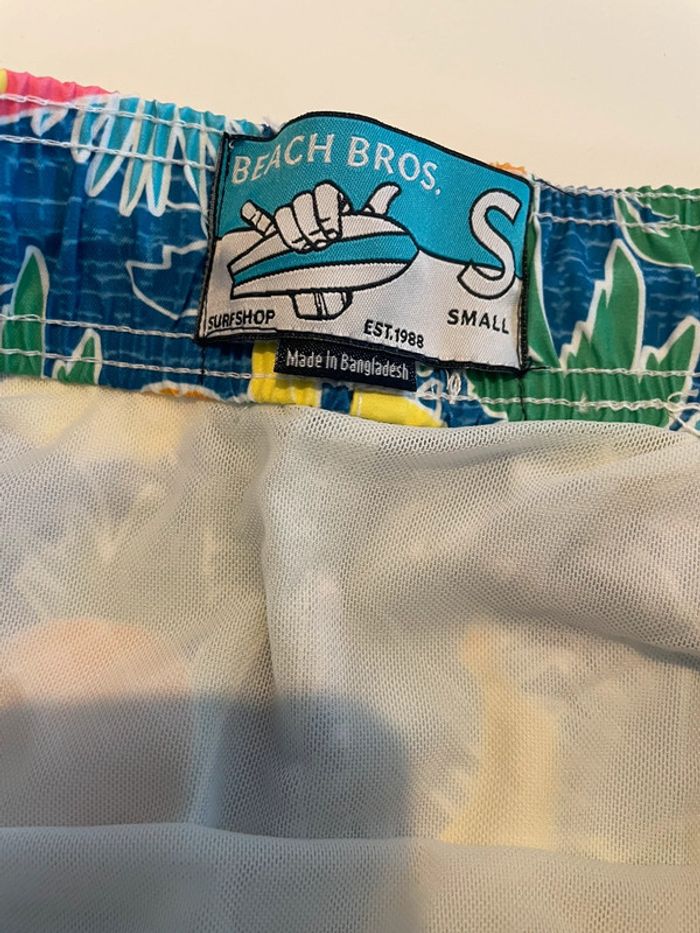 BEACH BROS.
S
SMALL
SURFSHOP
EST.1988
Made In Bangladesh